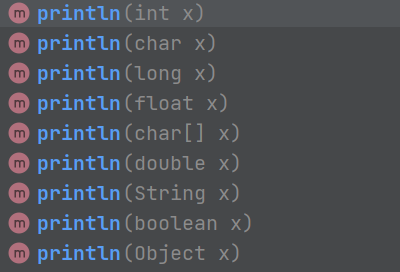 m println(int x)
m println(char x)
m println(long x)
m println(float x)
m println(char[] x)
m println(double x)
m println(String x)
m println(boolean x)
m println(Object x)